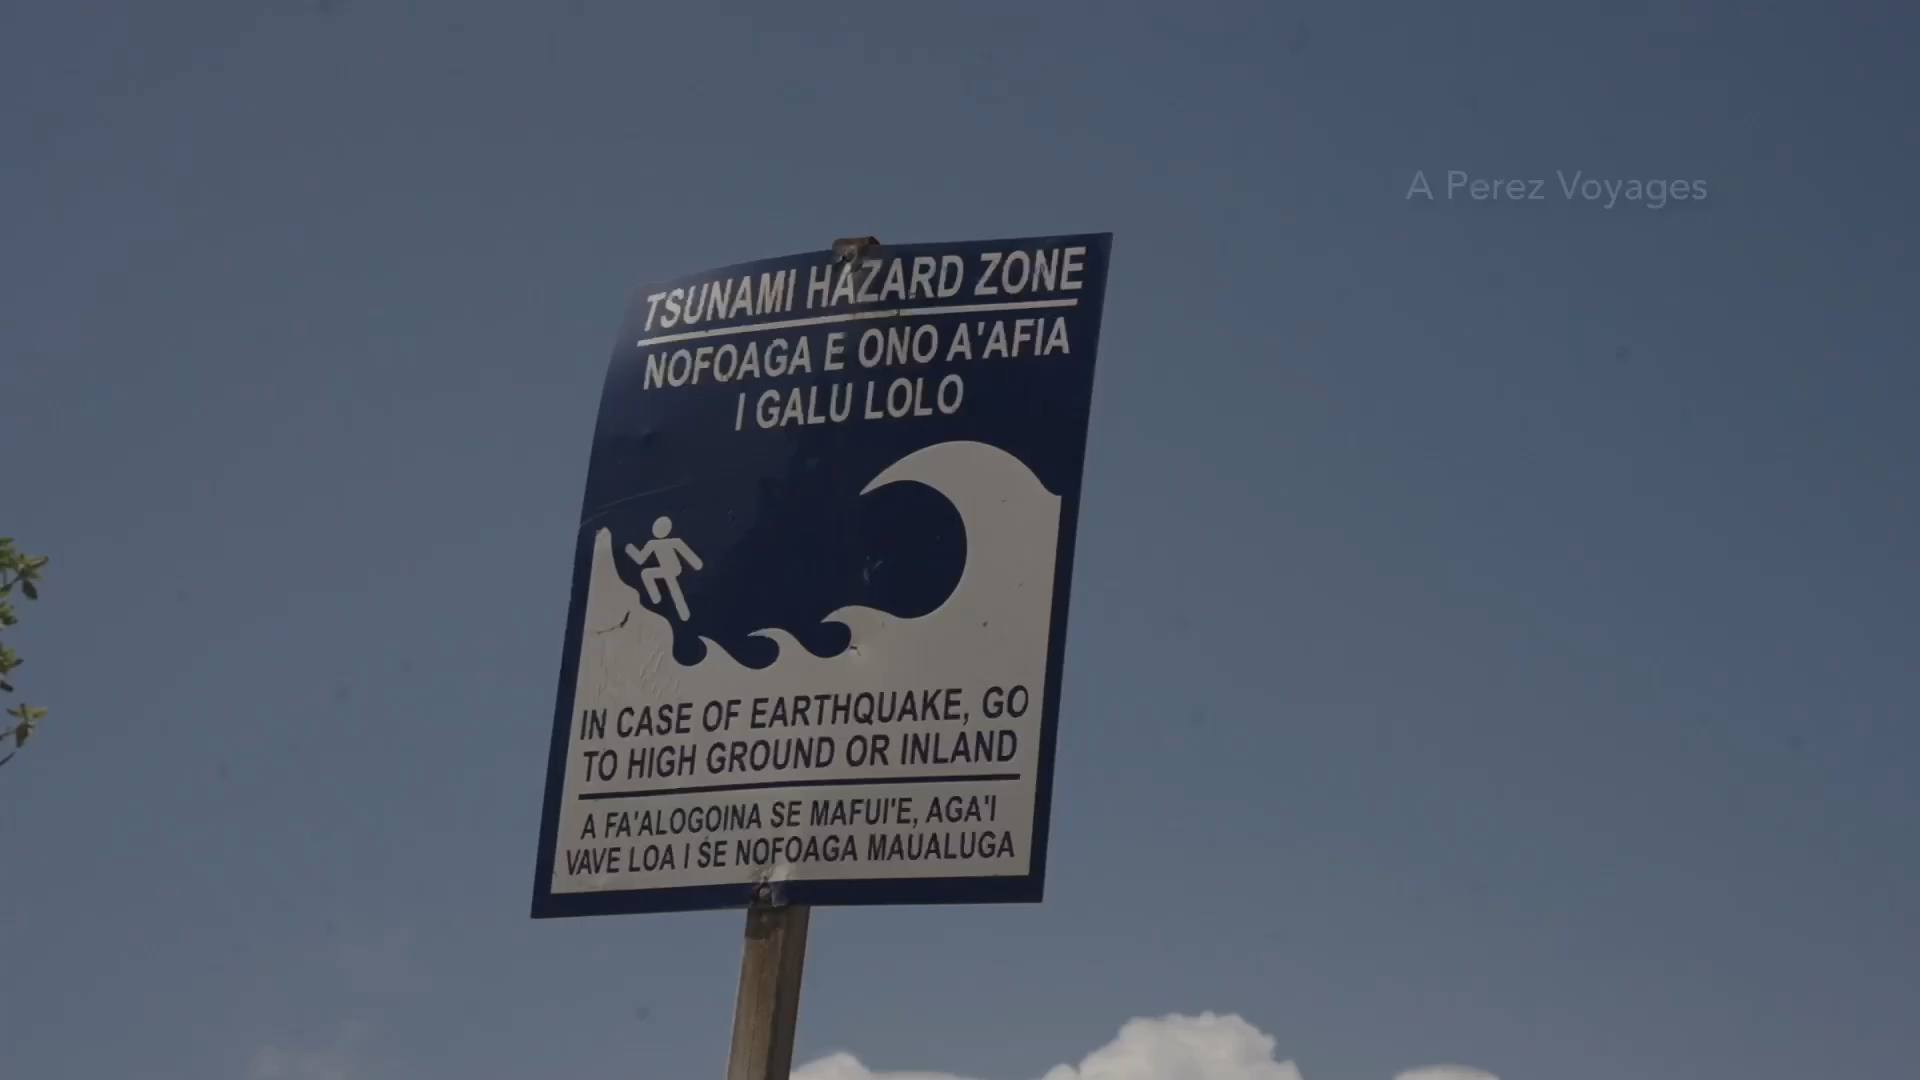 A Perez Voyages
TSUNAMI HAZARD ZONE
NOFOAGA E ONO A'AFIA
I GALU LOLO
IN CASE OF EARTHQUAKE, GO
TO HIGH GROUND OR INLAND
A FA'ALOGOINA SE MAFUI'E, AGA'I
VAVE LOA I SE NOFOAGA MAUALUGA